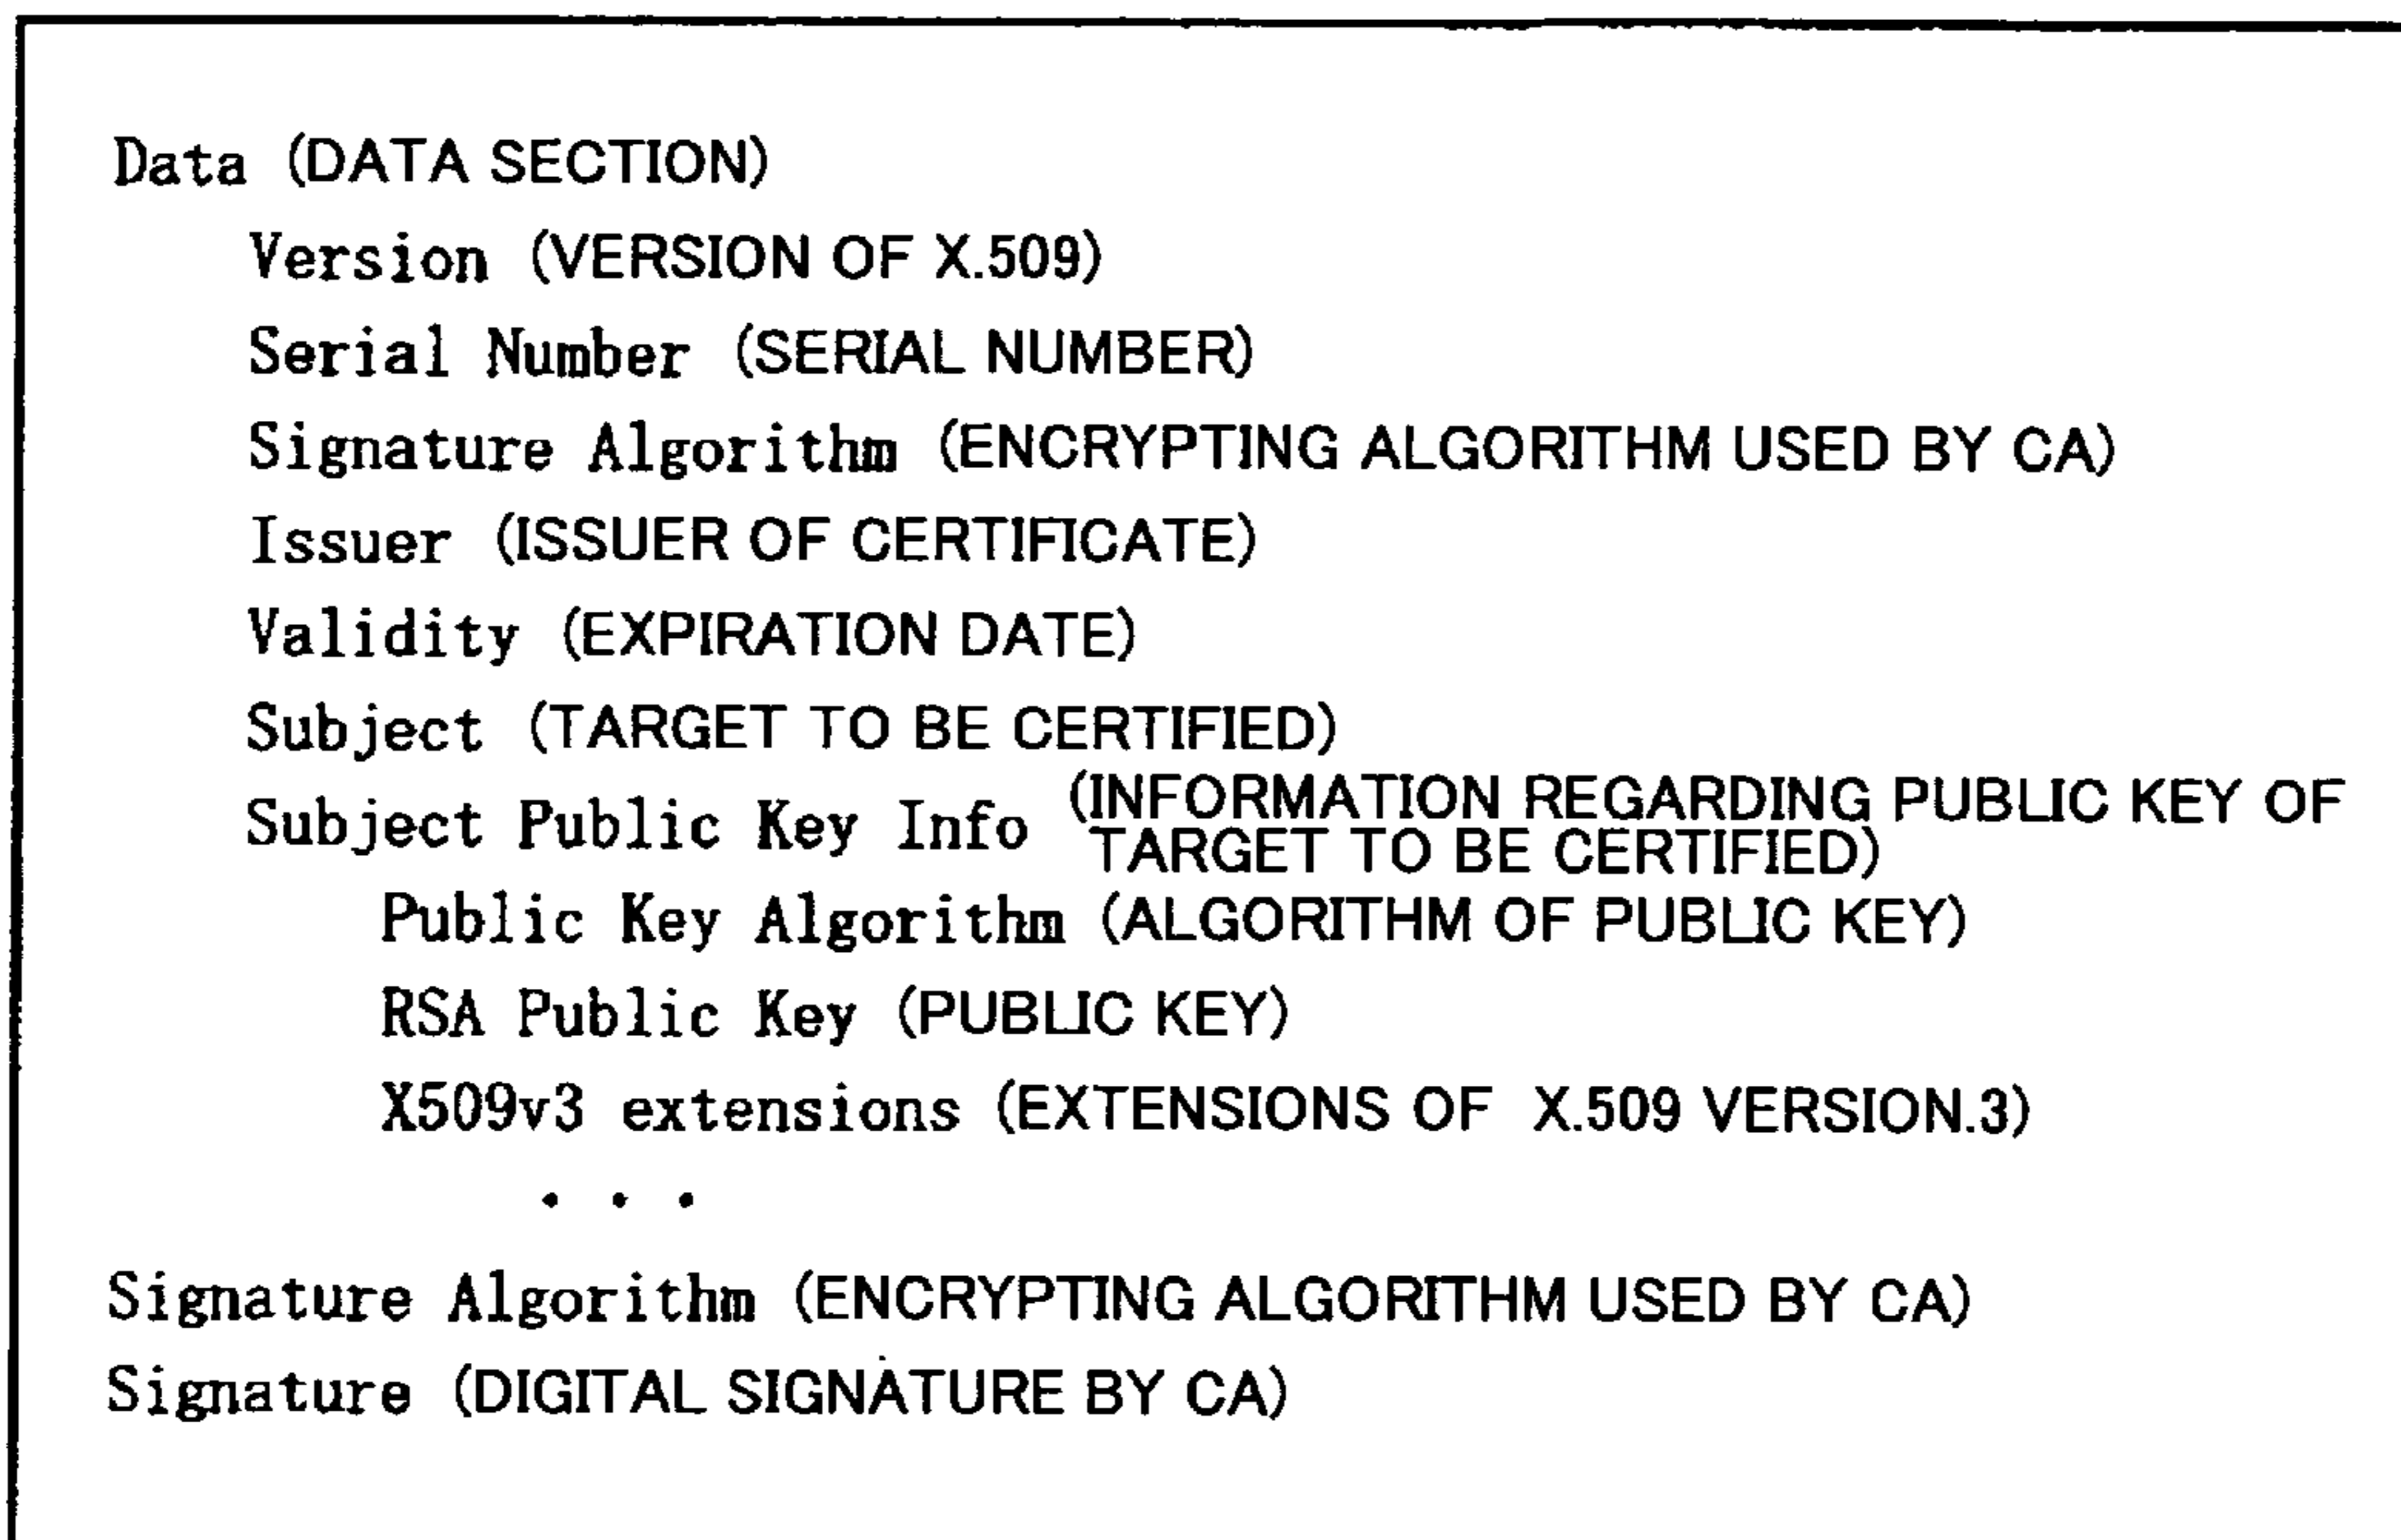 Data (DATA SECTION)
Version (VERSION OF X.509)
Serial Number (SERIAL NUMBER)
Signature Algorithm (ENCRYPTING ALGORITHM USED BY CA)
Issuer (ISSUER OF CERTIFICATE)
Validity (EXPIRATION DATE)
Subject (TARGET TO BE CERTIFIED)
Subject Public Key Info (INFORMATION REGARDING PUBLIC KEY OF
TARGET TO BE CERTIFIED)
Public Key Algorithm (ALGORITHM OF PUBLIC KEY)
RSA Public Key (PUBLIC KEY)
X509v3 extensions (EXTENSIONS OF X.509 VERSION.3)
. . .
Signature Algorithm (ENCRYPTING ALGORITHM USED BY CA)
Signature (DIGITAL SIGNATURE BY CA)